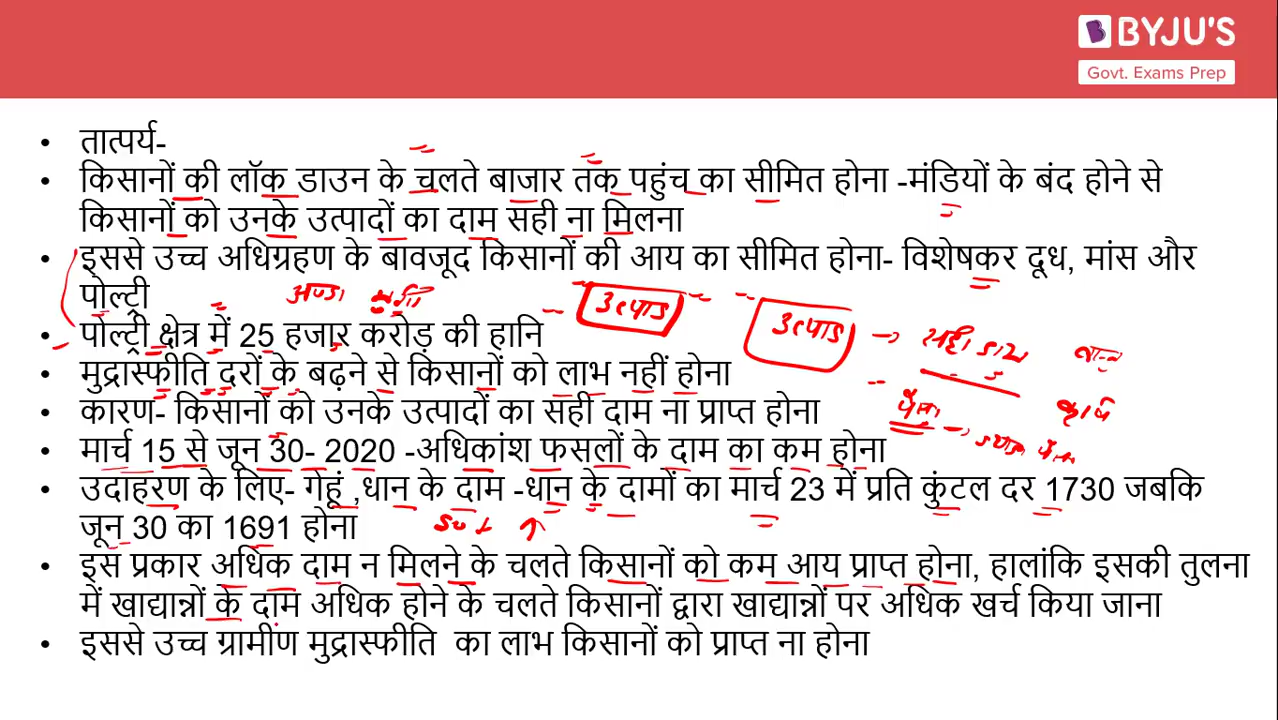 BYJU'S
Govt. Exams Prep
• तात्पर्य-
• किसानों की लॉक डाउन के चलते बाजार तक पहुंच का सीमित होना -मंडियों के बंद होने से
किसानों को उनके उत्पादों का दाम सही ना मिलना
• इससे उच्च अधिग्रहण के बावजूद किसानों की आय का सीमित होना- विशेषकर दूध, मांस और
पोल्ट्री
अण्डा मुर्गी
उत्पाद उत्पाद
• पोल्ट्री क्षेत्र में 25 हजार करोड़ की हानि
• मुद्रास्फीति दरों के बढ़ने से किसानों को लाभ नहीं होना
• कारण- किसानों को उनके उत्पादों का सही दाम ना प्राप्त होना
• मार्च 15 से जून 30- 2020 -अधिकांश फसलों के दाम का कम होना
• उदाहरण के लिए- गेहूं ,धान के दाम -धान के दामों का मार्च 23 में प्रति कुंटल दर 1730 जबकि
जून 30 का 1691 होना
• इस प्रकार अधिक दाम न मिलने के चलते किसानों को कम आय प्राप्त होना, हालांकि इसकी तुलना
में खाद्यान्नों के दाम अधिक होने के चलते किसानों द्वारा खाद्यान्नों पर अधिक खर्च किया जाना
• इससे उच्च ग्रामीण मुद्रास्फीति का लाभ किसानों को प्राप्त ना होना